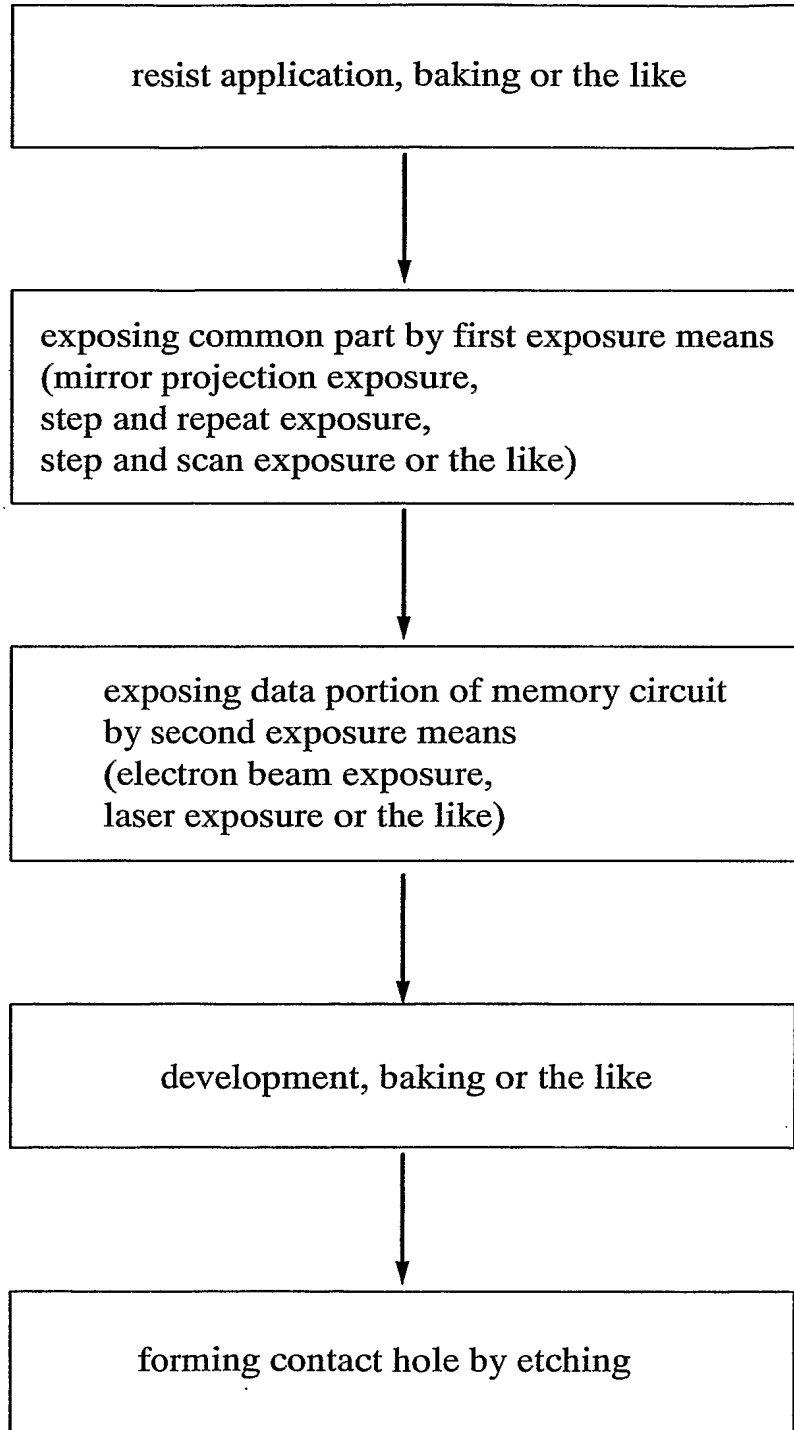 resist application, baking or the like
exposing common part by first exposure means
(mirror projection exposure,
step and repeat exposure,
step and scan exposure or the like)
exposing data portion of memory circuit
by second exposure means
(electron beam exposure,
laser exposure or the like)
development, baking or the like
forming contact hole by etching